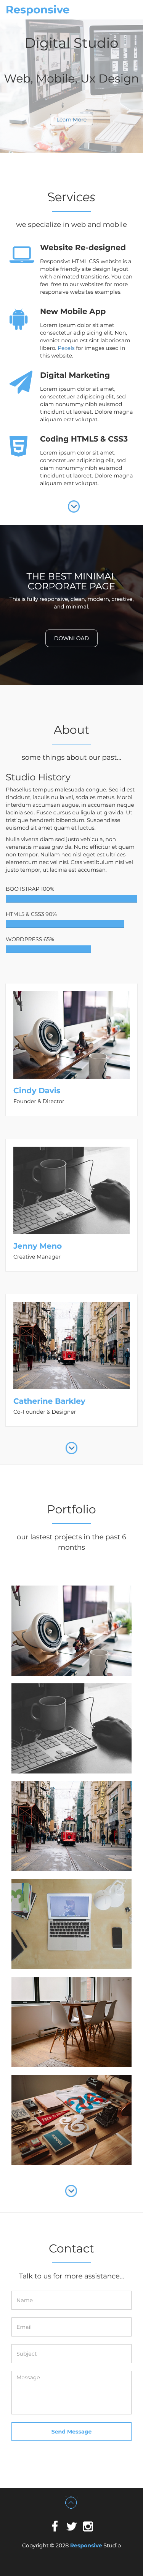 Responsive
Digital Studio
Web, Mobile, Ux Design
Learn More
Services
we specialize in web and mobile
Website Re-designed
Responsive HTML CSS website is a
mobile friendly site design layout
with animated transitions. You can
feel free to our websites for more
responsive websites examples.
New Mobile App
Lorem ipsum dolor sit amet
consectetur adipisicing elit. Non,
eveniet neque est sint laboriosam
libero. Pexels for images used in
this website.
Digital Marketing
Lorem ipsum dolor sit amet,
consectetuer adipiscing elit, sed
diam nonummy nibh euismod
tincidunt ut laoreet. Dolore magna
aliquam erat volutpat.
Coding HTML5 & CSS3
Lorem ipsum dolor sit amet,
consectetuer adipiscing elit, sed
diam nonummy nibh euismod
tincidunt ut laoreet. Dolore magna
aliquam erat volutpat.
THE BEST MINIMAL
CORPORATE PAGE
This is fully responsive, clean, modern, creative,
and minimal.
DOWNLOAD
About
some things about our past...
Studio History
Phasellus tempus malesuada congue. Sed id est
tincidunt, iaculis nulla vel, sodales mauris. Morbi
interdum accumsan augue, in accumsan lectus
lacinia sed. Fusce cursus eu ligula ut gravida. Ut
tristique hendrerit bibendum. Suspendisse
euismod sit amet quam et luctus.
Nulla viverra diam sed justo vehicula, non
venenatis massa gravida. Nunc efficitur et quam
non tempor. Nullam non augue est ultrices
elementum nec vel nisl. Cras vestibulum nisl vel
justo tempor, ut lacinia est accumsan.
BOOTSTRAP 100%
HTML5 & CSS3 90%
WORDPRESS 65%
Cindy Davis
Founder & Director
Jenny Meno
Creative Manager
Catherine Barkley
Co-Founder & Designer
Portfolio
our lastest projects in the past 6
months
Contact
Talk to us for more assistance...
Name
Email
Subject
Message
Send Message
Copyright © 2028 Responsive Studio